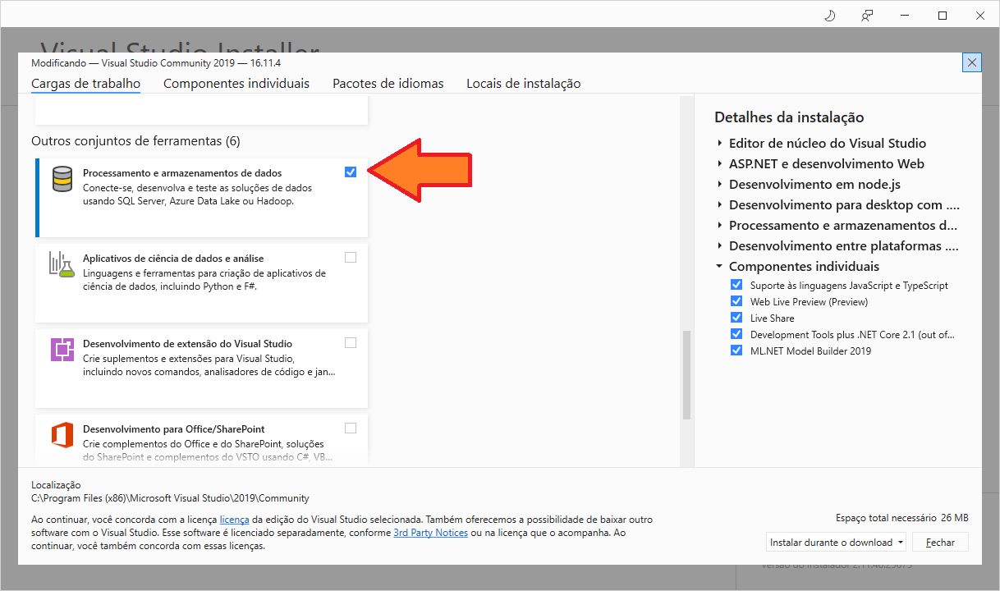 Visual Studio Installer
Modificando — Visual Studio Community 2019 — 16.11.4
Cargas de trabalho
Componentes individuais
Pacotes de idiomas
Locais de instalação
Outros conjuntos de ferramentas (6)
Processamento e armazenamentos de dados
Conecte-se, desenvolva e teste as soluções de dados
usando SQL Server, Azure Data Lake ou Hadoop.
Aplicativos de ciência de dados e análise
Linguagens e ferramentas para criação de aplicativos de
ciência de dados, incluindo Python e F#.
Desenvolvimento de extensão do Visual Studio
Crie suplementos e extensões para Visual Studio,
incluindo novos comandos, analisadores de código e jan...
Desenvolvimento para Office/SharePoint
Crie complementos do Office e do SharePoint, soluções
do SharePoint e complementos do VSTO usando C#, VB...
Detalhes da instalação
Editor de núcleo do Visual Studio
ASP.NET e desenvolvimento Web
Desenvolvimento em node.js
Desenvolvimento para desktop com ....
Processamento e armazenamentos d...
Desenvolvimento entre plataformas ....
Componentes individuais
Suporte às linguagens JavaScript e TypeScript
Web Live Preview (Preview)
Live Share
Development Tools plus .NET Core 2.1 (out of...
ML.NET Model Builder 2019
Localização
C:\Program Files (x86)\Microsoft Visual Studio\2019\Community
Ao continuar, você concorda com a licença licença da edição do Visual Studio selecionada. Também oferecemos a possibilidade de baixar outro
software com o Visual Studio. Esse software é licenciado separadamente, conforme 3rd Party Notices ou na licença que o acompanha. Ao
continuar, você também concorda com essas licenças.
Espaço total necessário 26 MB
Instalar durante o download
Fechar
Versão do Instalador